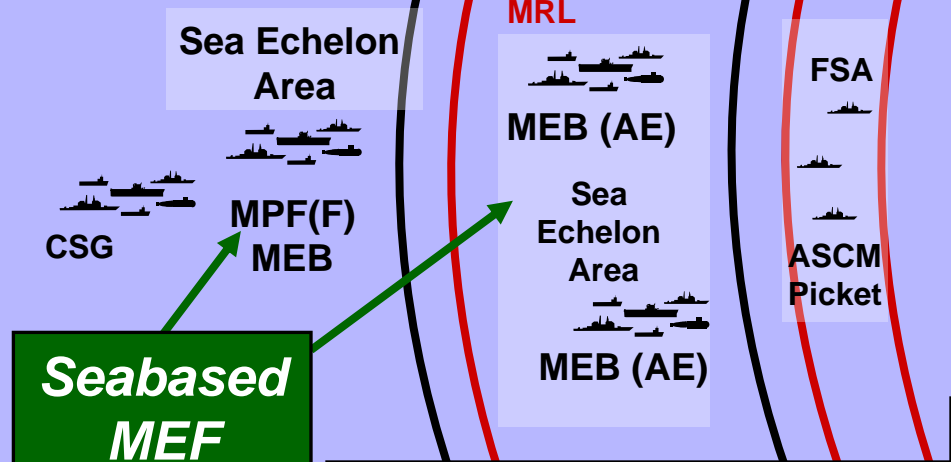 MRL
Sea Echelon
Area
FSA
MEB (AE)
MPF(F)
MEB
CSG
Sea
Echelon
Area
ASCM
Picket
MEB (AE)
Seabased
MEF